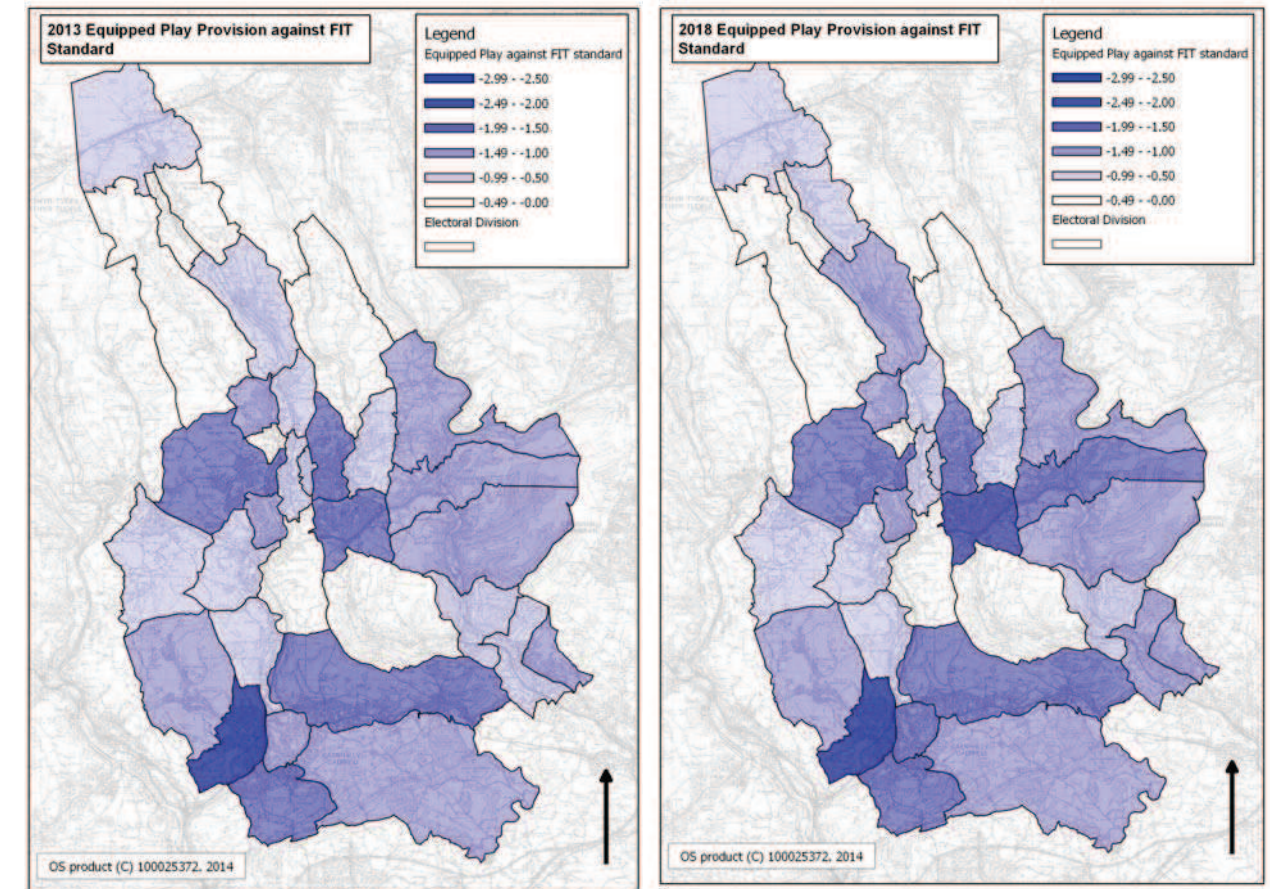 2013 Equipped Play Provision against FIT
Standard
Legend
Equipped Play against FIT standard
-2.99 - -2.50
-2.49 - -2.00
-1.99 - -1.50
-1.49 - -1.00
-0.99 - -0.50
-0.49 - -0.00
Electoral Division
OS product (C) 100025372, 2014
2018 Equipped Play Provision against FIT
Standard
Legend
Equipped Play against FIT standard
-2.99 - -2.50
-2.49 - -2.00
-1.99 - -1.50
-1.49 - -1.00
-0.99 - -0.50
-0.49 - -0.00
Electoral Division
OS product (C) 100025372, 2014